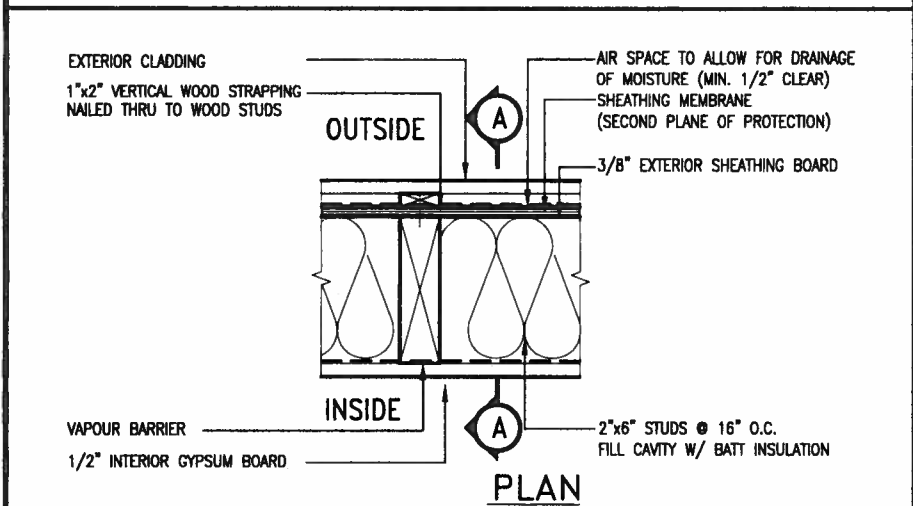 EXTERIOR CLADDING
1"x2" VERTICAL WOOD STRAPPING
NAILED THRU TO WOOD STUDS
OUTSIDE
A
AIR SPACE TO ALLOW FOR DRAINAGE
OF MOISTURE (MIN. 1/2" CLEAR)
SHEATHING MEMBRANE
(SECOND PLANE OF PROTECTION)
3/8" EXTERIOR SHEATHING BOARD
INSIDE
VAPOUR BARRIER
1/2" INTERIOR GYPSUM BOARD
A
2"x6" STUDS @ 16" O.C.
FILL CAVITY W/ BATT INSULATION
PLAN